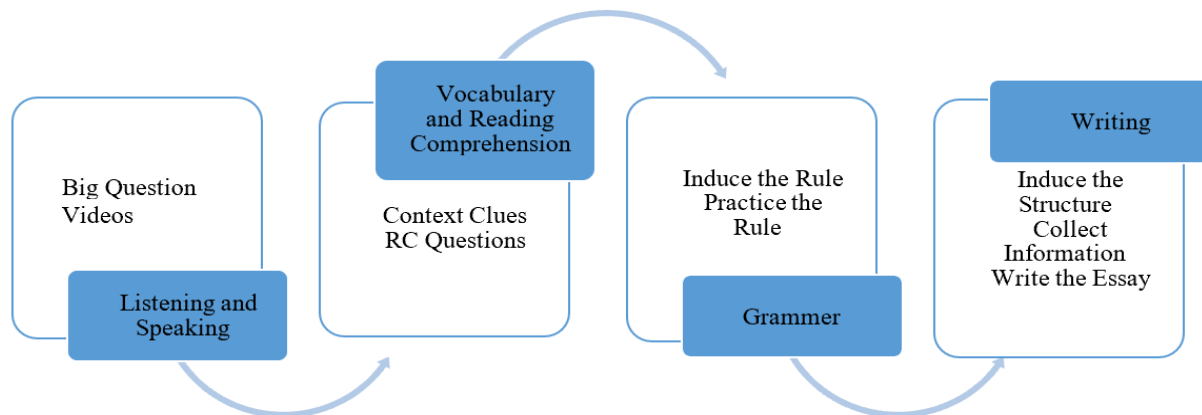 Big Question
Videos
Listening and
Speaking
Vocabulary
and Reading
Comprehension
Context Clues
RC Questions
Induce the Rule
Practice the
Rule
Grammer
Writing
Induce the
Structure
Collect
Information
Write the Essay